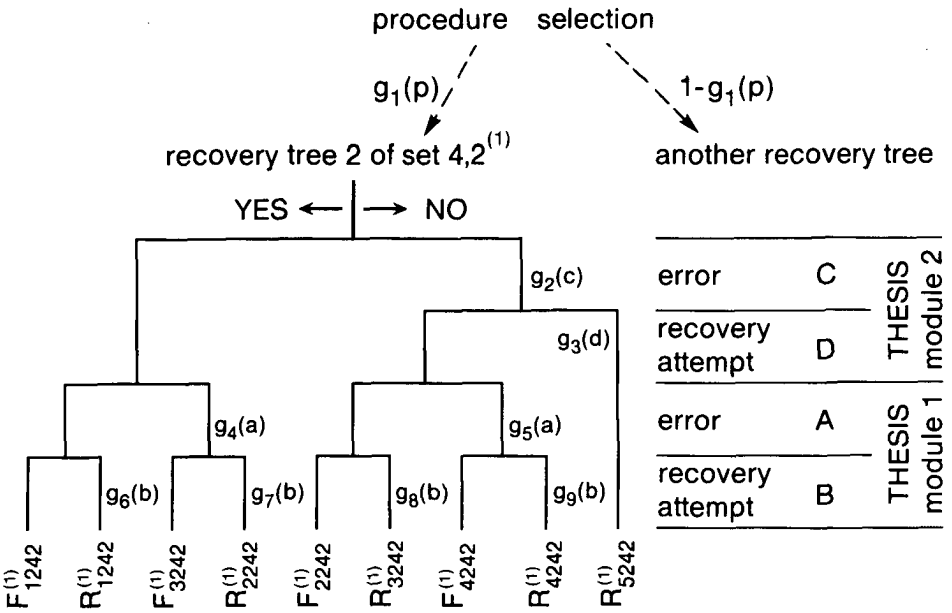 procedure selection
g₁(p) 1-g₁(p)
recovery tree 2 of set 4,2⁽¹⁾ another recovery tree
YES ← → NO
g₂(c) error C
g₃(d) recovery attempt D
THESIS module 2
g₄(a) g₅(a) error A
g₆(b) g₇(b) g₈(b) g₉(b) recovery attempt B
THESIS module 1
F⁽¹⁾₁₂₄₂ R⁽¹⁾₁₂₄₂ F⁽¹⁾₃₂₄₂ R⁽¹⁾₂₂₄₂ F⁽¹⁾₂₂₄₂ R⁽¹⁾₃₂₄₂ F⁽¹⁾₄₂₄₂ R⁽¹⁾₄₂₄₂ R⁽¹⁾₅₂₄₂